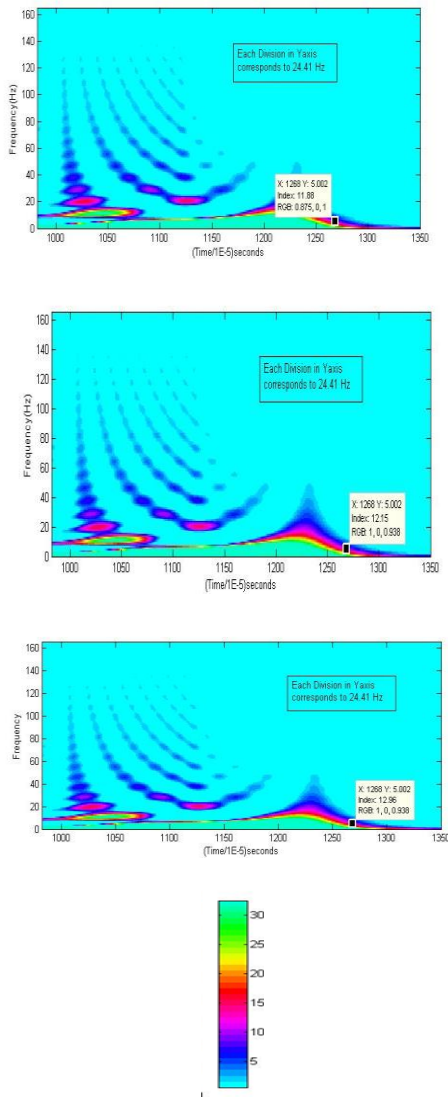 160
140
120
100
80
60
40
20
0
Frequency(Hz)
Each Division in Yaxis
corresponds to 24.41 Hz
X: 1268 Y: 5.002
Index: 11.88
RGB: 0.875, 0, 1
1000 1050 1100 1150 1200 1250 1300 1350
(Time/1E-5)seconds
160
140
120
100
80
60
40
20
0
Frequency(Hz)
Each Division in Yaxis
corresponds to 24.41 Hz
X: 1268 Y: 5.002
Index: 12.15
RGB: 1, 0, 0.938
1000 1050 1100 1150 1200 1250 1300 1350
(Time/1E-5)seconds
160
140
120
100
80
60
40
20
0
Frequency
Each Division in Yaxis
corresponds to 24.41 Hz
X: 1268 Y: 5.002
Index: 12.96
RGB: 1, 0, 0.938
1000 1050 1100 1150 1200 1250 1300 1350
(Time/1E-5)seconds
30
25
20
15
10
5